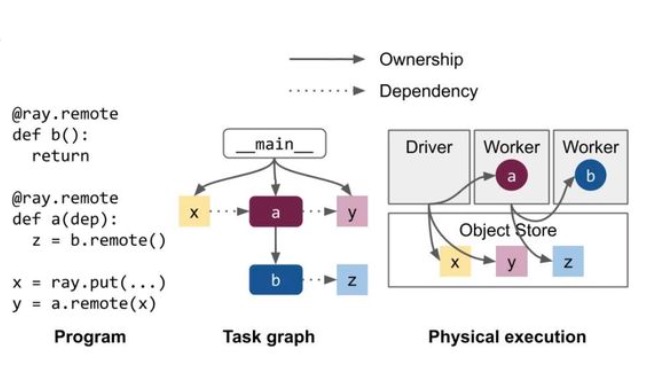 Ownership
Dependency
@ray.remote
def b():
  return
@ray.remote
def a(dep):
  z = b.remote()
x = ray.put(...)
y = a.remote(x)
Program
__main__
x
a
y
b
z
Task graph
Driver
Worker
Worker
a
b
Object Store
x
y
z
Physical execution